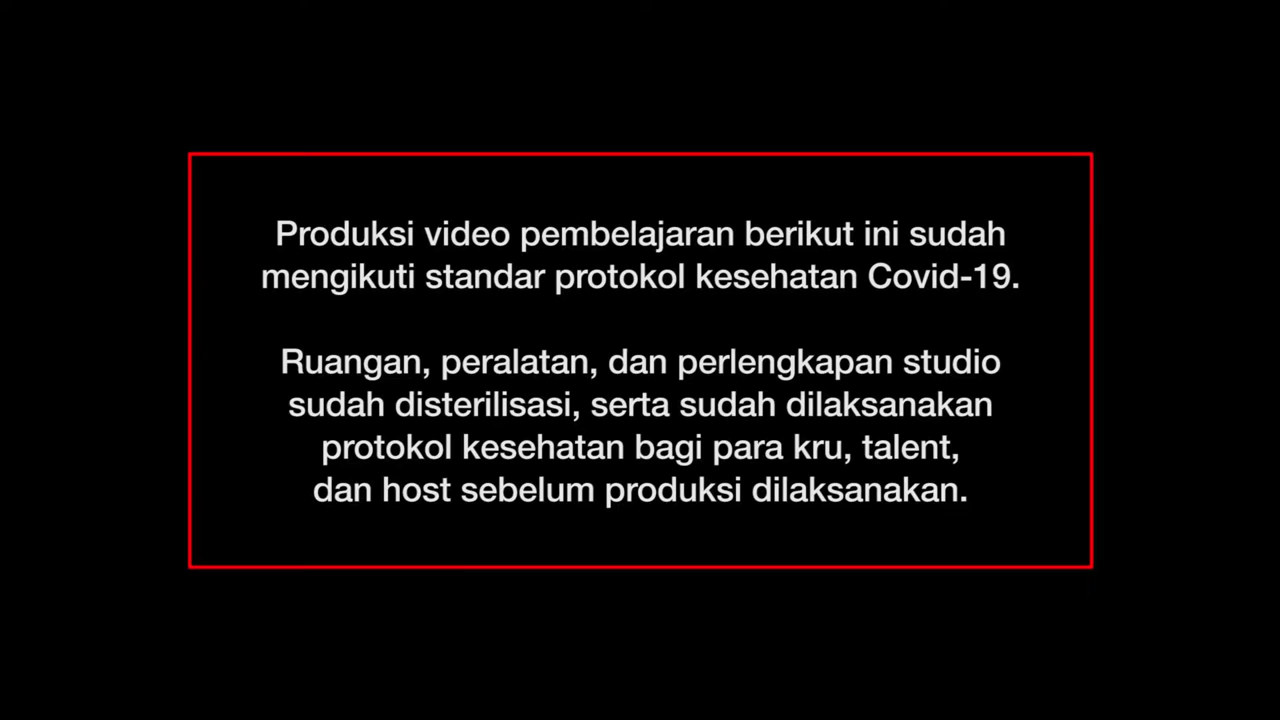 Produksi video pembelajaran berikut ini sudah
mengikuti standar protokol kesehatan Covid-19.
Ruangan, peralatan, dan perlengkapan studio
sudah disterilisasi, serta sudah dilaksanakan
protokol kesehatan bagi para kru, talent,
dan host sebelum produksi dilaksanakan.